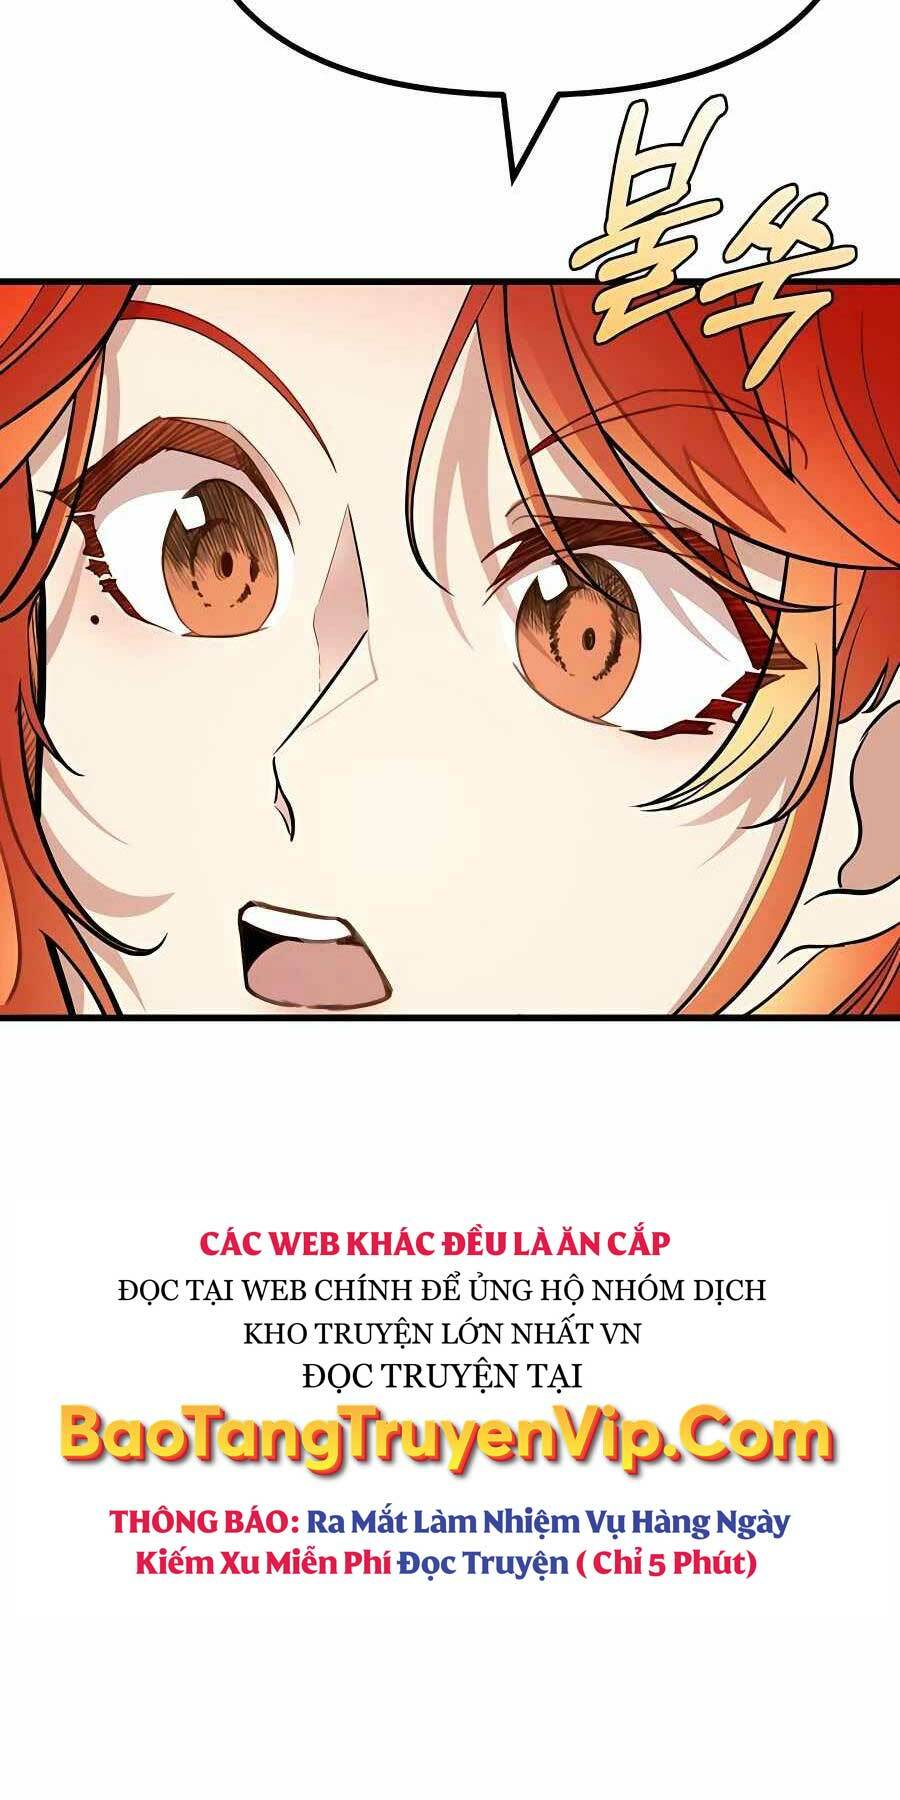 불쑥
CÁC WEB KHÁC ĐỀU LÀ ĂN CẮP
ĐỌC TẠI WEB CHÍNH ĐỂ ỦNG HỘ NHÓM DỊCH
KHO TRUYỆN LỚN NHẤT VN
ĐỌC TRUYỆN TẠI
BaoTangTruyenVip.Com
THÔNG BÁO: Ra Mắt Làm Nhiệm Vụ Hàng Ngày
Kiếm Xu Miễn Phí Đọc Truyện ( Chỉ 5 Phút)